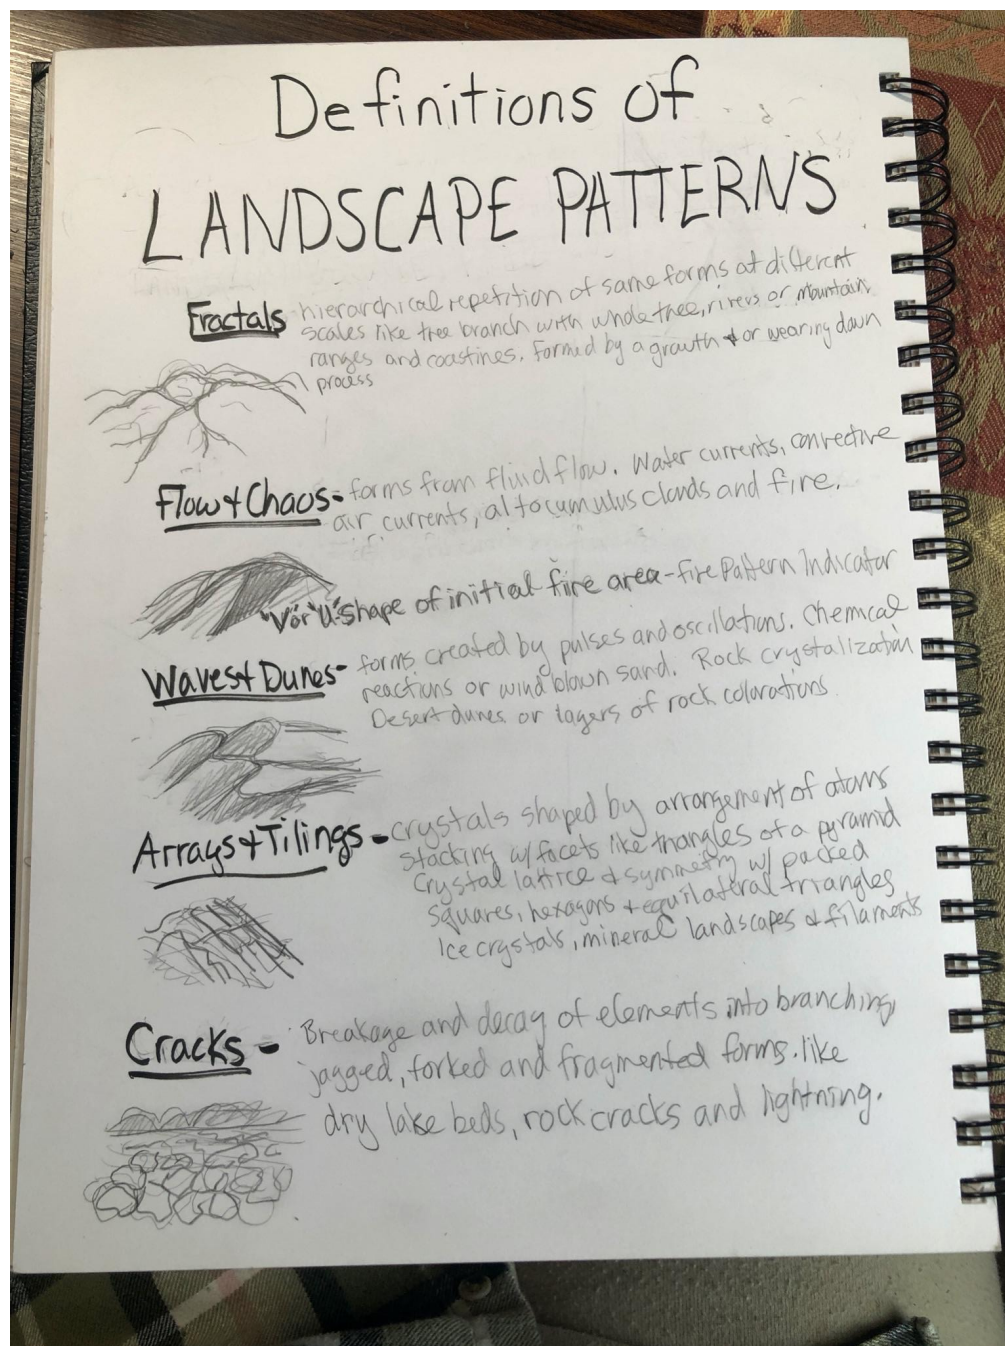 Definitions of
LANDSCAPE PATTERNS
Fractals - hierarchical repetition of same forms at different
scales like tree branch with whole tree, rivers or mountain
ranges and coastines. Formed by a growth + or wearing down
process
Flow + Chaos - forms from fluid flow. Water currents, convective
air currents, altocumulus clouds and fire.
"V" or "U" shape of initial fire area - fire Pattern Indicator
Waves + Dunes - forms created by pulses and oscillations. Chemical
reactions or wind blown sand. Rock crystalization
Desert dunes or layers of rock colorations
Arrays + Tilings - crystals shaped by arrangement of atoms
stacking w/ facets like triangles of a pyramid
Crystal lattice + symmetry w/ packed
squares, hexagons + equilateral triangles
Ice crystals, mineral landscapes + filaments
Cracks - Breakage and decay of elements into branching,
jagged, forked and fragmented forms. like
dry lake beds, rock cracks and lightning.